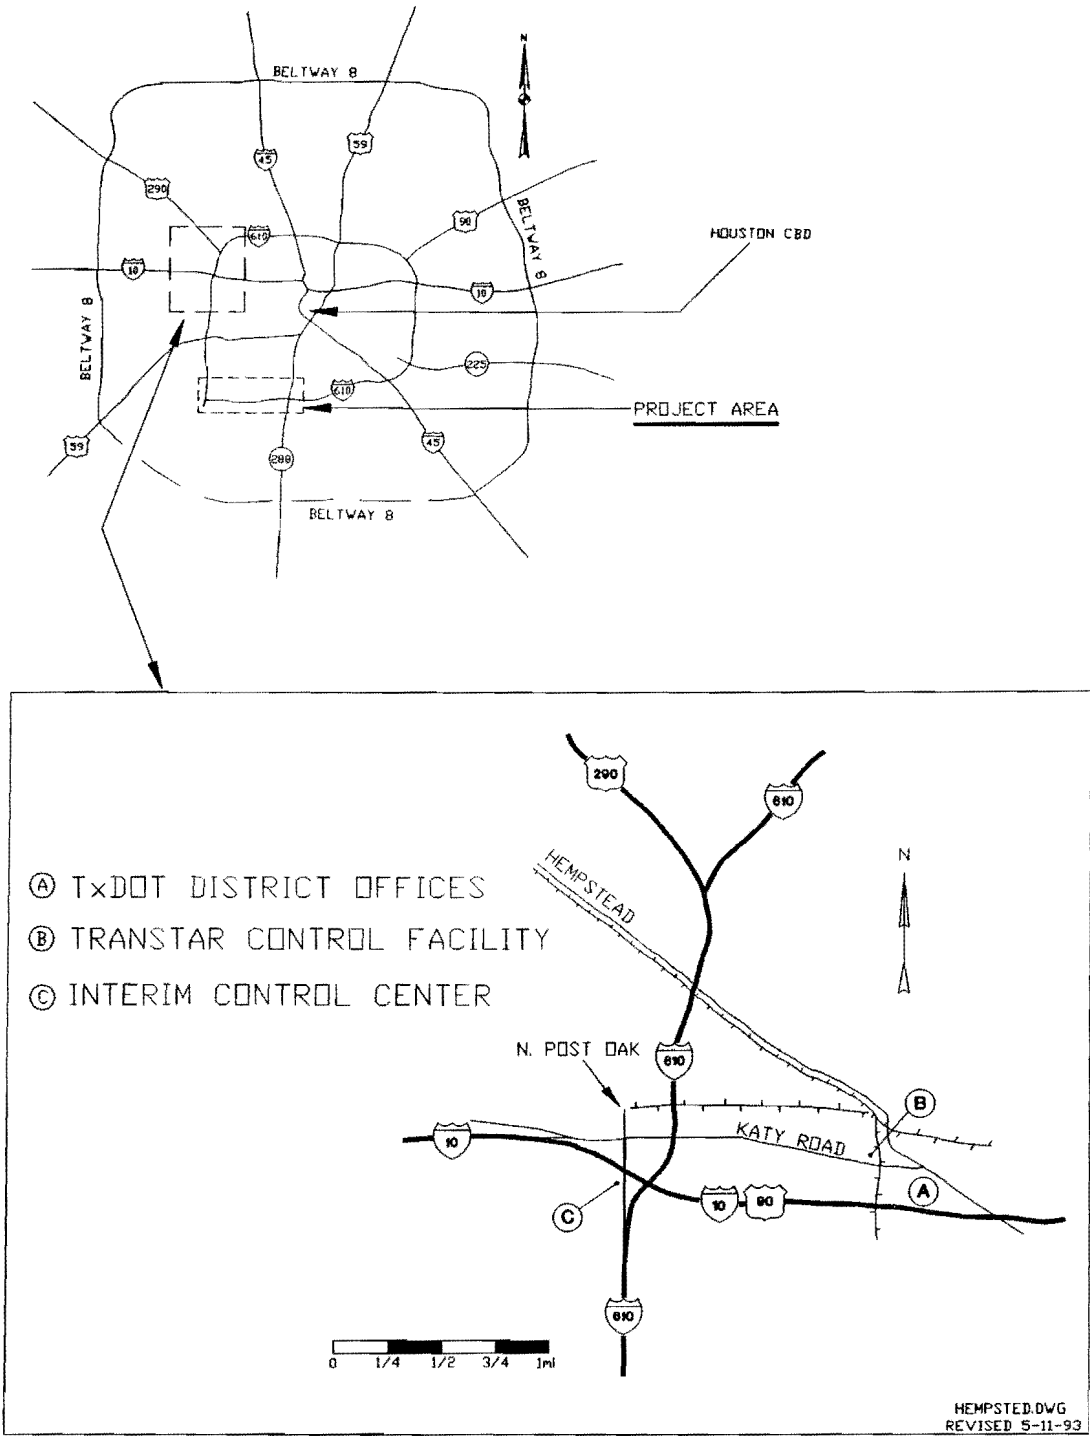 N
BELTWAY 8
59
45
290
90
BELTWAY 8
610
HOUSTON CBD
10
10
BELTWAY 8
225
610
PROJECT AREA
59
45
288
BELTWAY 8
290
610
N
HEMPSTEAD
A TxDOT DISTRICT OFFICES
B TRANSTAR CONTROL FACILITY
C INTERIM CONTROL CENTER
N. POST OAK
610
B
KATY ROAD
10
A
10
90
C
610
0 1/4 1/2 3/4 1mi
HEMPSTED.DWG
REVISED 5-11-93